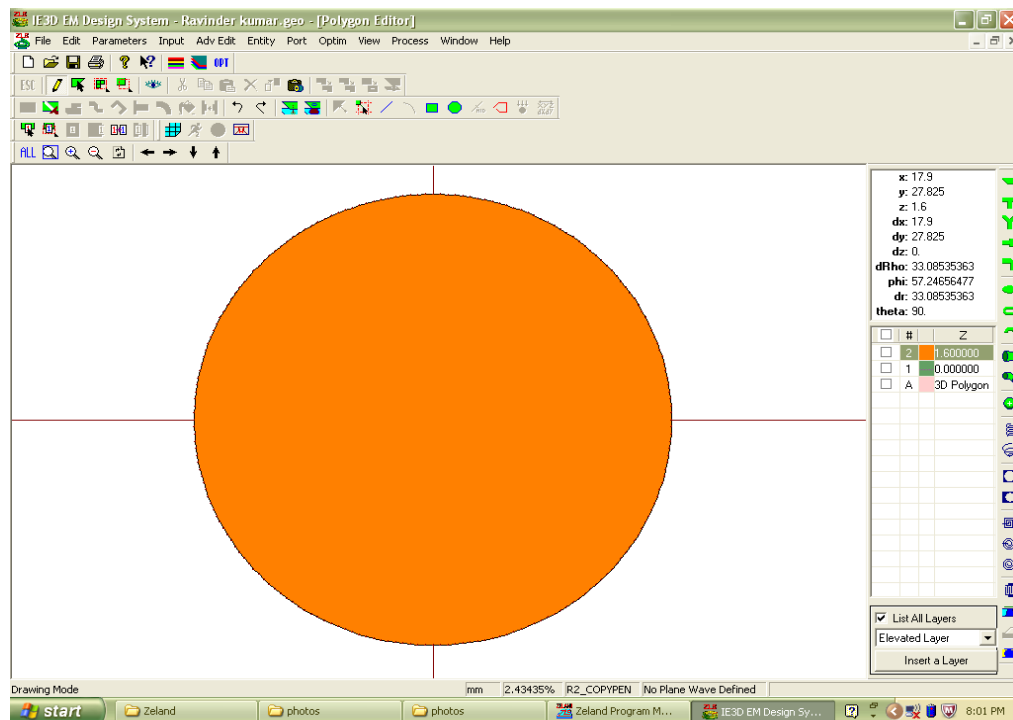 IE3D EM Design System - Ravinder kumar.geo - [Polygon Editor]
File Edit Parameters Input Adv Edit Entity Port Optim View Process Window Help
OPT
ESC
ALL
x: 17.9
y: 27.825
z: 1.6
dx: 17.9
dy: 27.825
dz: 0.
dRho: 33.08535363
phi: 57.24656477
dr: 33.08535363
theta: 90.
# Z
2 1.600000
1 0.000000
A 3D Polygon
List All Layers
Elevated Layer
Insert a Layer
Drawing Mode mm 2.43435% R2_COPYPEN No Plane Wave Defined
start Zeland photos photos Zeland Program M... IE3D EM Design Sy... 8:01 PM